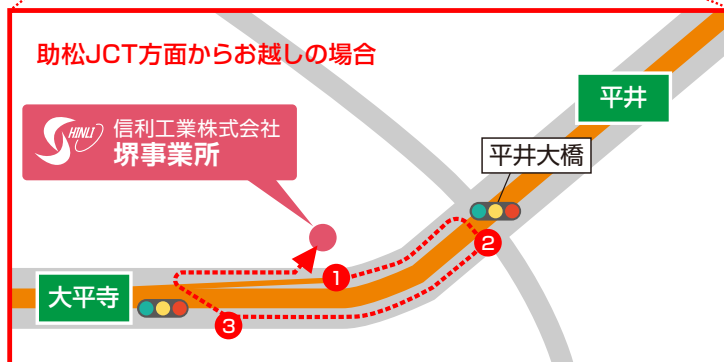 助松JCT方面からお越しの場合
平井
SHINLI
信利工業株式会社
堺事業所
平井大橋
2
1
大平寺
3